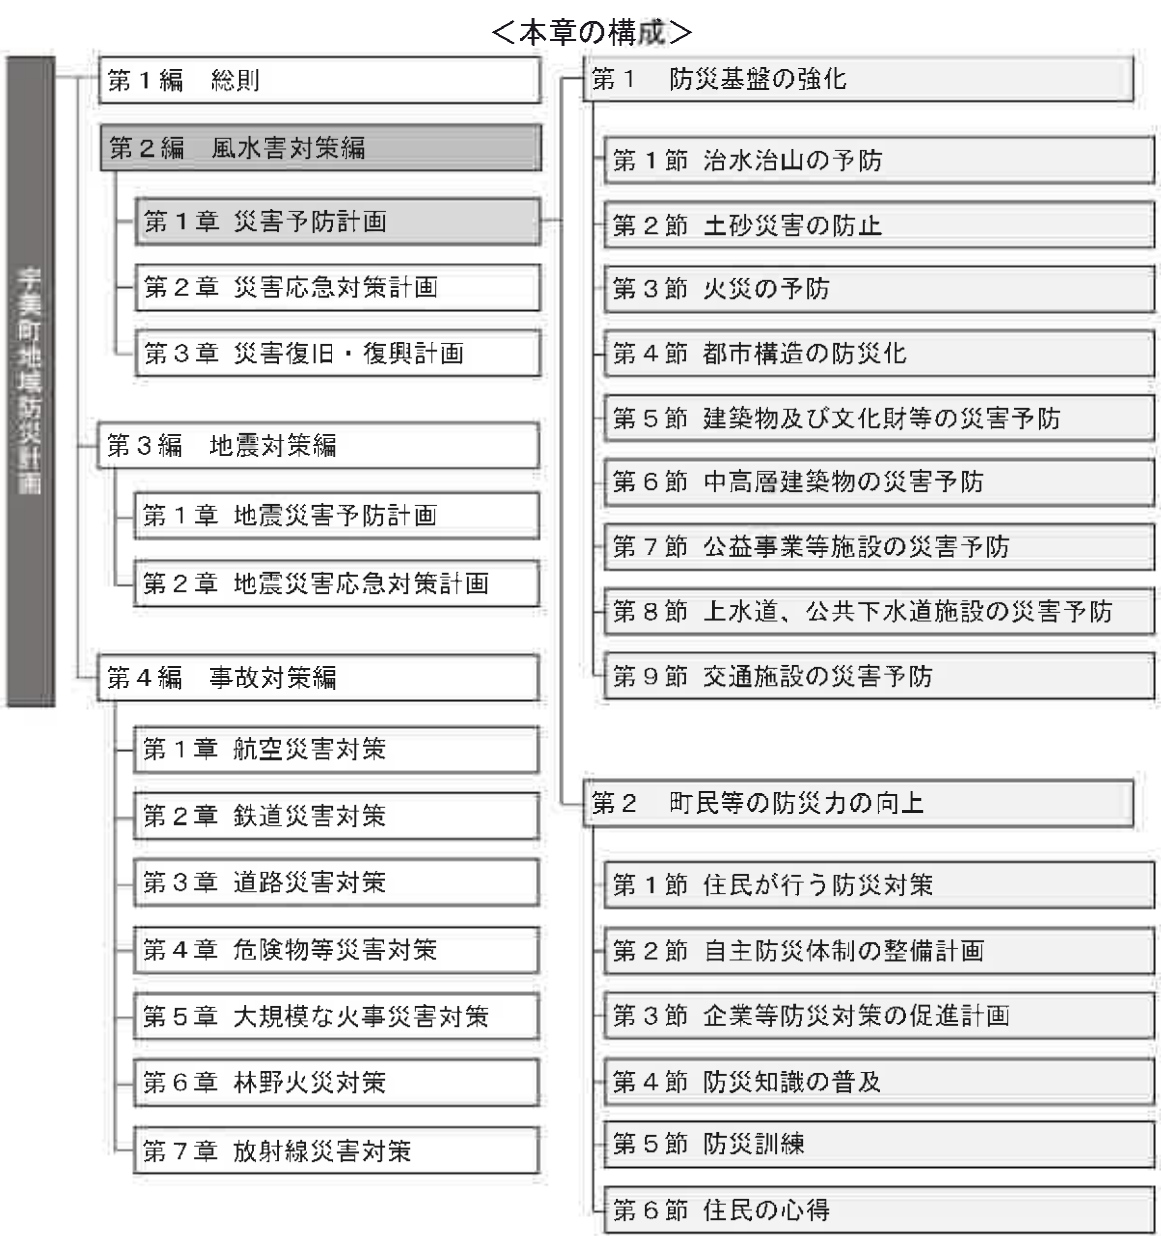 ＜本章の構成＞
宇美町地域防災計画
第１編　総則
第２編　風水害対策編
第１章 災害予防計画
第２章 災害応急対策計画
第３章 災害復旧・復興計画
第３編　地震対策編
第１章 地震災害予防計画
第２章 地震災害応急対策計画
第４編　事故対策編
第１章 航空災害対策
第２章 鉄道災害対策
第３章 道路災害対策
第４章 危険物等災害対策
第５章 大規模な火事災害対策
第６章 林野火災対策
第７章 放射線災害対策
第１　防災基盤の強化
第１節 治水治山の予防
第２節 土砂災害の防止
第３節 火災の予防
第４節 都市構造の防災化
第５節 建築物及び文化財等の災害予防
第６節 中高層建築物の災害予防
第７節 公益事業等施設の災害予防
第８節 上水道、公共下水道施設の災害予防
第９節 交通施設の災害予防
第２　町民等の防災力の向上
第１節 住民が行う防災対策
第２節 自主防災体制の整備計画
第３節 企業等防災対策の促進計画
第４節 防災知識の普及
第５節 防災訓練
第６節 住民の心得